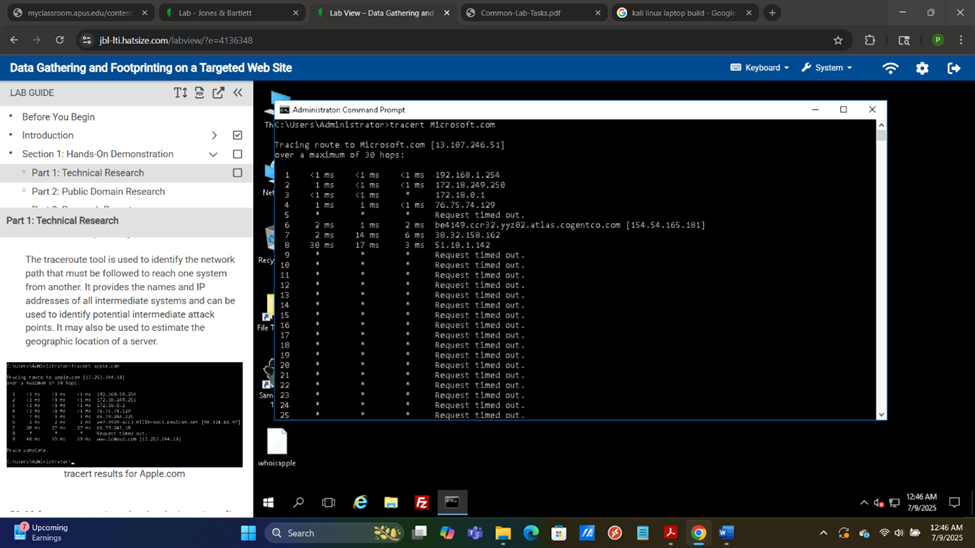 myclassroom.apus.edu/content
Lab - Jones & Bartlett
Lab View – Data Gathering and
Common-Lab-Tasks.pdf
kali linux laptop build - Google
jbl-lti.hatsize.com/labview/?e=4136348
P
Data Gathering and Footprinting on a Targeted Web Site
Keyboard
System
LAB GUIDE
Before You Begin
Introduction
Section 1: Hands-On Demonstration
Part 1: Technical Research
Part 2: Public Domain Research
Part 1: Technical Research
The traceroute tool is used to identify the network
path that must be followed to reach one system
from another. It provides the names and IP
addresses of all intermediate systems and can be
used to identify potential intermediate attack
points. It may also be used to estimate the
geographic location of a server.
C:\Users\Administrator>tracert apple.com
Trace complete.
C:\Users\Administrator>
tracert results for Apple.com
Th
Net
Recyc
File T
Sam
1
whoisapple
Administrator: Command Prompt
C:\Users\Administrator>tracert Microsoft.com
Tracing route to Microsoft.com [13.107.246.51]
over a maximum of 30 hops:
1 <1 ms <1 ms <1 ms 192.168.1.254
2 <1 ms <1 ms <1 ms 172.18.249.250
3 <1 ms <1 ms * 172.18.0.1
4 1 ms 1 ms <1 ms 76.75.74.129
5 * * * Request timed out.
6 2 ms 1 ms 2 ms be4149.ccr32.yyz02.atlas.cogentco.com [154.54.165.181]
7 2 ms 14 ms 6 ms 38.32.158.162
8 30 ms 17 ms 3 ms 51.10.1.142
9 * * * Request timed out.
10 * * * Request timed out.
11 * * * Request timed out.
12 * * * Request timed out.
13 * * * Request timed out.
14 * * * Request timed out.
15 * * * Request timed out.
16 * * * Request timed out.
17 * * * Request timed out.
18 * * * Request timed out.
19 * * * Request timed out.
20 * * * Request timed out.
21 * * * Request timed out.
22 * * * Request timed out.
23 * * * Request timed out.
24 * * * Request timed out.
25 * * * Request timed out.
12:46 AM
7/9/2025
7
Upcoming
Earnings
Search
12:46 AM
7/9/2025